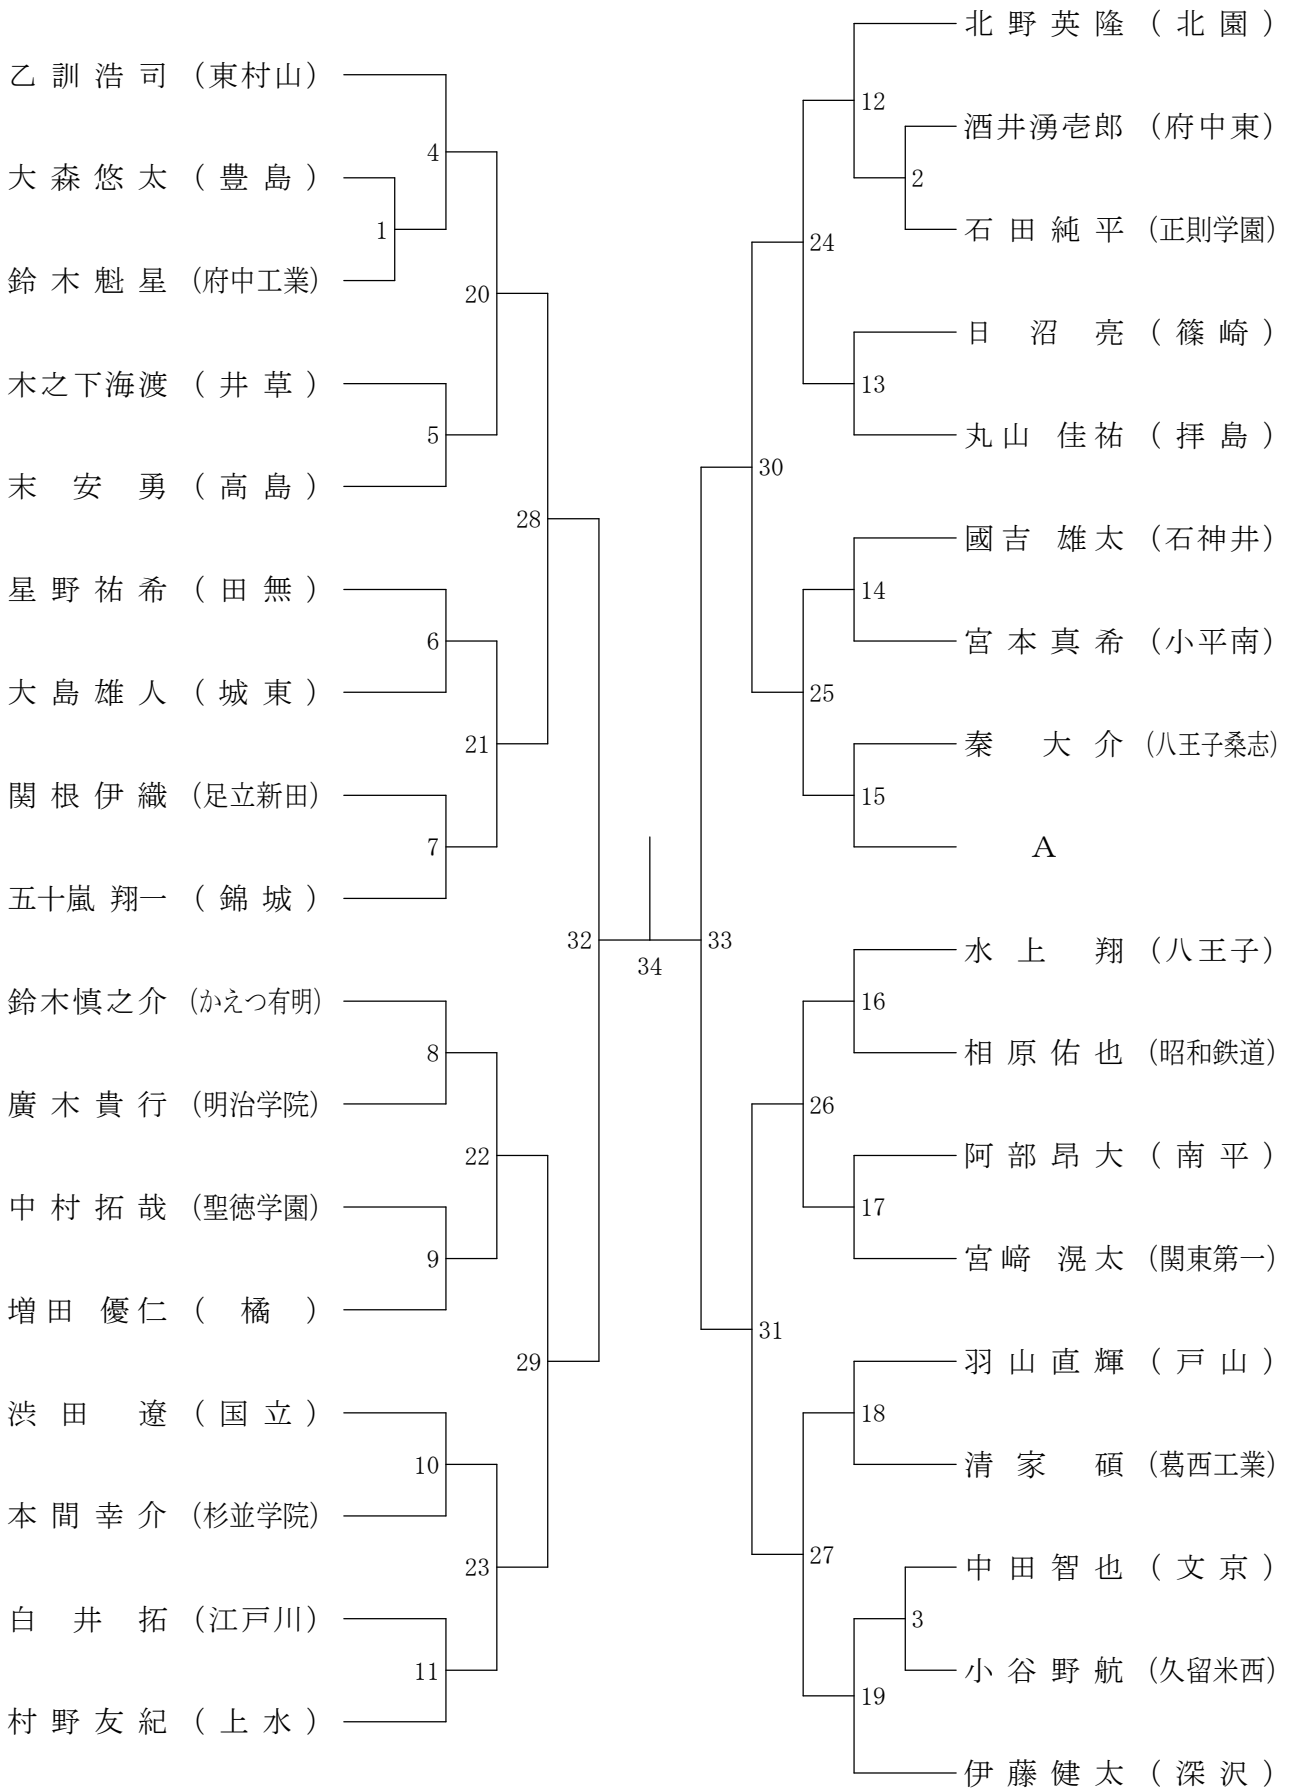 乙訓浩司 （東村山）
大森悠太 （豊島）
鈴木魁星 （府中工業）
木之下海渡 （井草）
末安勇 （高島）
星野祐希 （田無）
大島雄人 （城東）
関根伊織 （足立新田）
五十嵐 翔一 （錦城）
鈴木慎之介 （かえつ有明）
廣木貴行 （明治学院）
中村拓哉 （聖徳学園）
増田 優仁 （橘）
渋田遼 （国立）
本間幸介 （杉並学院）
白井拓 （江戸川）
村野友紀 （上水）
1
4
5
6
7
8
9
10
11
20
21
22
23
28
29
32
34
33
30
31
24
25
26
27
12
13
14
15
16
17
18
19
2
3
北野英隆 （北園）
酒井湧壱郎 （府中東）
石田純平 （正則学園）
日沼亮 （篠崎）
丸山 佳祐 （拝島）
國吉 雄太 （石神井）
宮本真希 （小平南）
秦 大介 （八王子桑志）
A
水上翔 （八王子）
相原佑也 （昭和鉄道）
阿部昂大 （南平）
宮﨑 滉太 （関東第一）
羽山直輝 （戸山）
清家碩 （葛西工業）
中田智也 （文京）
小谷野航 （久留米西）
伊藤健太 （深沢）